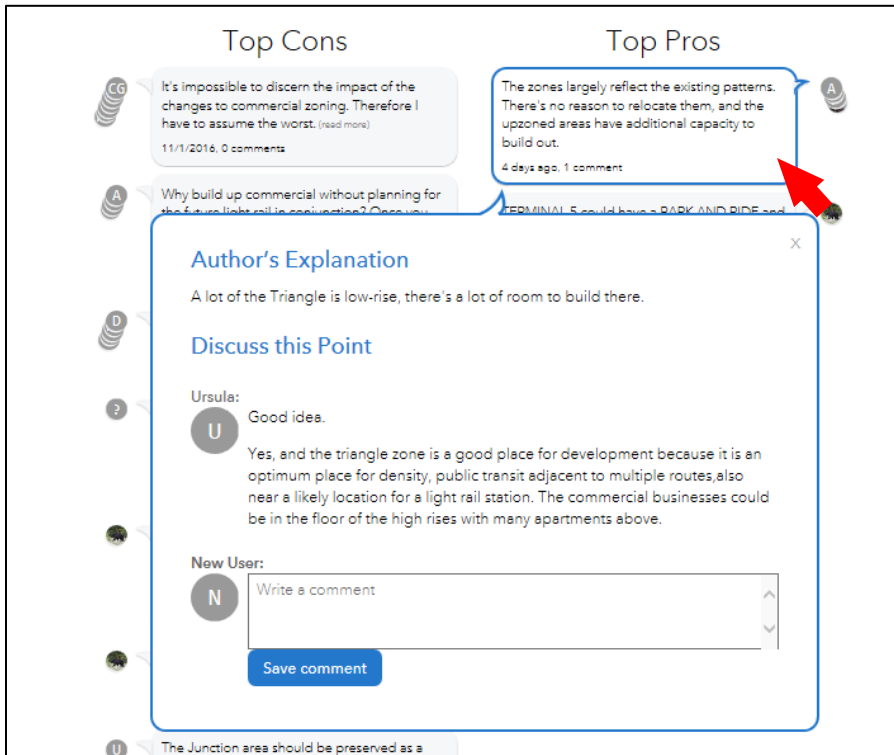 Top Cons
Top Pros
CG
It's impossible to discern the impact of the
changes to commercial zoning. Therefore I
have to assume the worst. (read more)
11/1/2016, 0 comments
The zones largely reflect the existing patterns.
There's no reason to relocate them, and the
upzoned areas have additional capacity to
build out.
4 days ago, 1 comment
A
A
Why build up commercial without planning for
the future light rail in conjunction? Once you
TERMINAL 5 could have a PARK AND RIDE and
x
Author's Explanation
A lot of the Triangle is low-rise, there's a lot of room to build there.
D
Discuss this Point
?
Ursula:
U
Good idea.
Yes, and the triangle zone is a good place for development because it is an
optimum place for density, public transit adjacent to multiple routes,also
near a likely location for a light rail station. The commercial businesses could
be in the floor of the high rises with many apartments above.
New User:
N
Write a comment
Save comment
U
The Junction area should be preserved as a